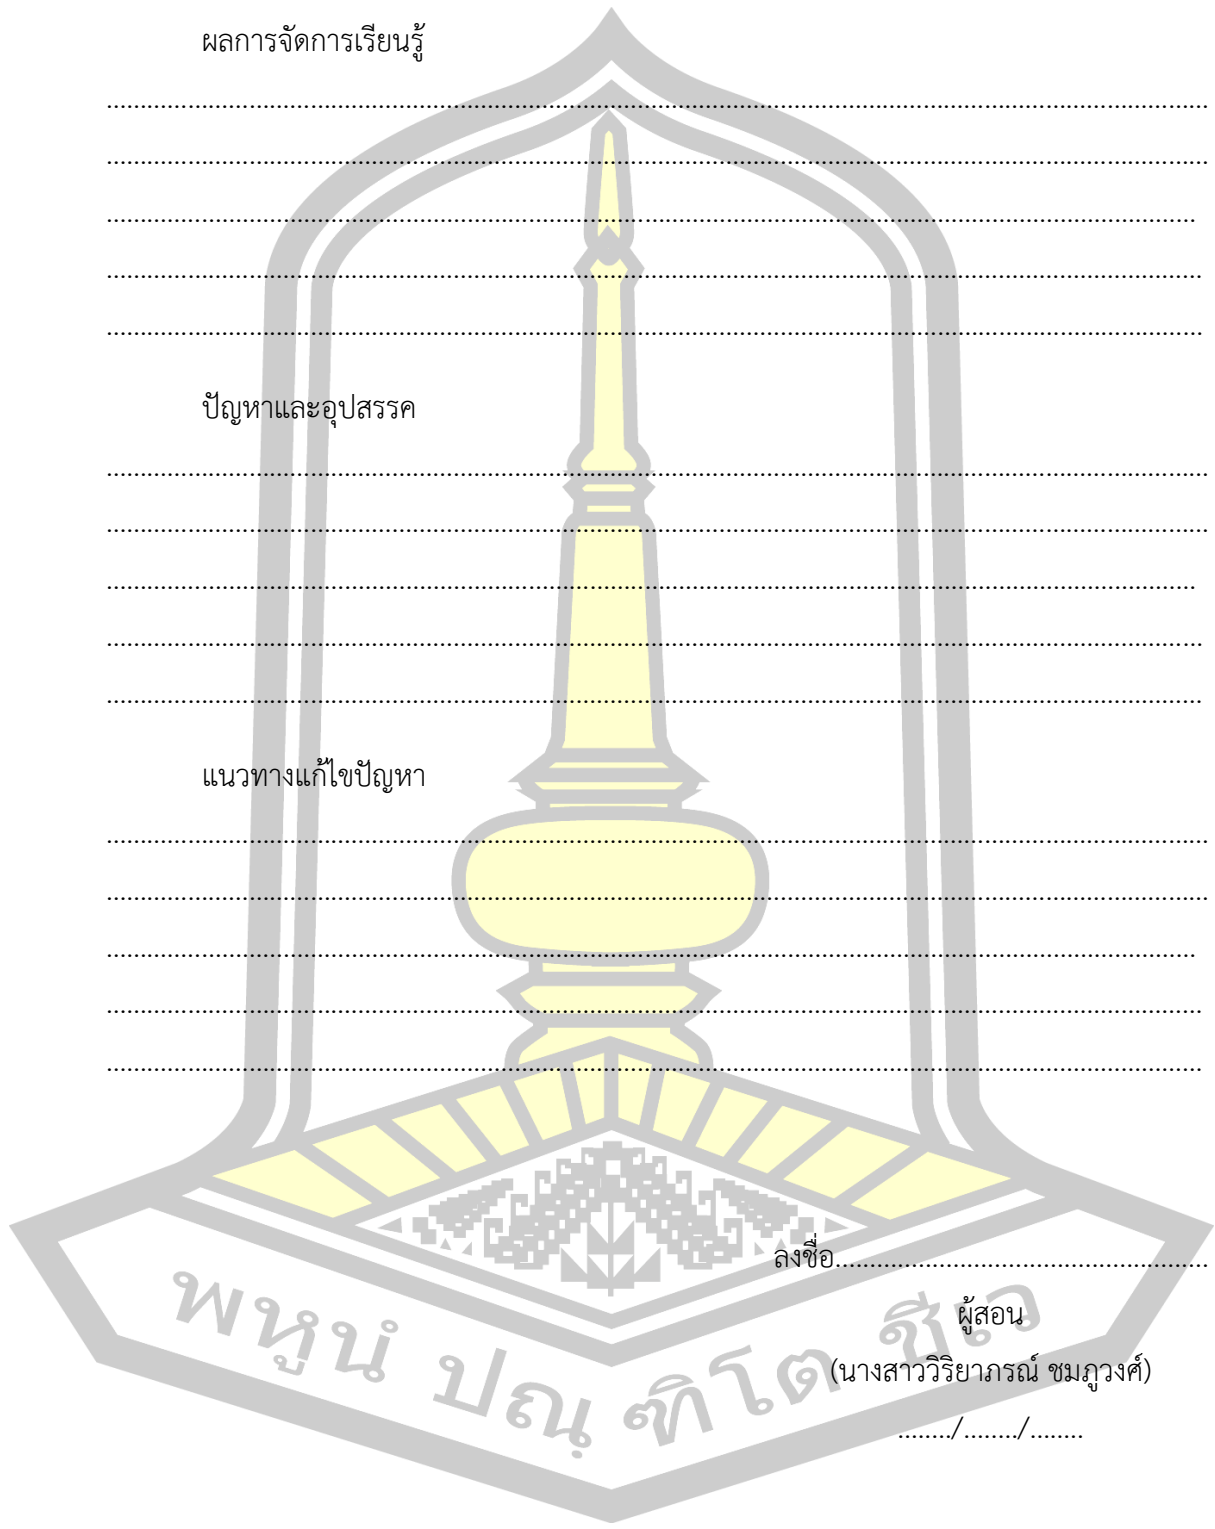 ผลการจัดการเรียนรู้
....................................................................................................................................................................
....................................................................................................................................................................
..................................................................................................................................................................
...................................................................................................................................................................
...................................................................................................................................................................
ปัญหาและอุปสรรค
....................................................................................................................................................................
....................................................................................................................................................................
..................................................................................................................................................................
...................................................................................................................................................................
...................................................................................................................................................................
แนวทางแก้ไขปัญหา
....................................................................................................................................................................
....................................................................................................................................................................
..................................................................................................................................................................
...................................................................................................................................................................
...................................................................................................................................................................
ลงชื่อ......................................................
ผู้สอน
(นางสาววิริยาภรณ์ ชมภูวงศ์)
......../......../........
พหูนํ ปณฺ ฑิโต ชีเว